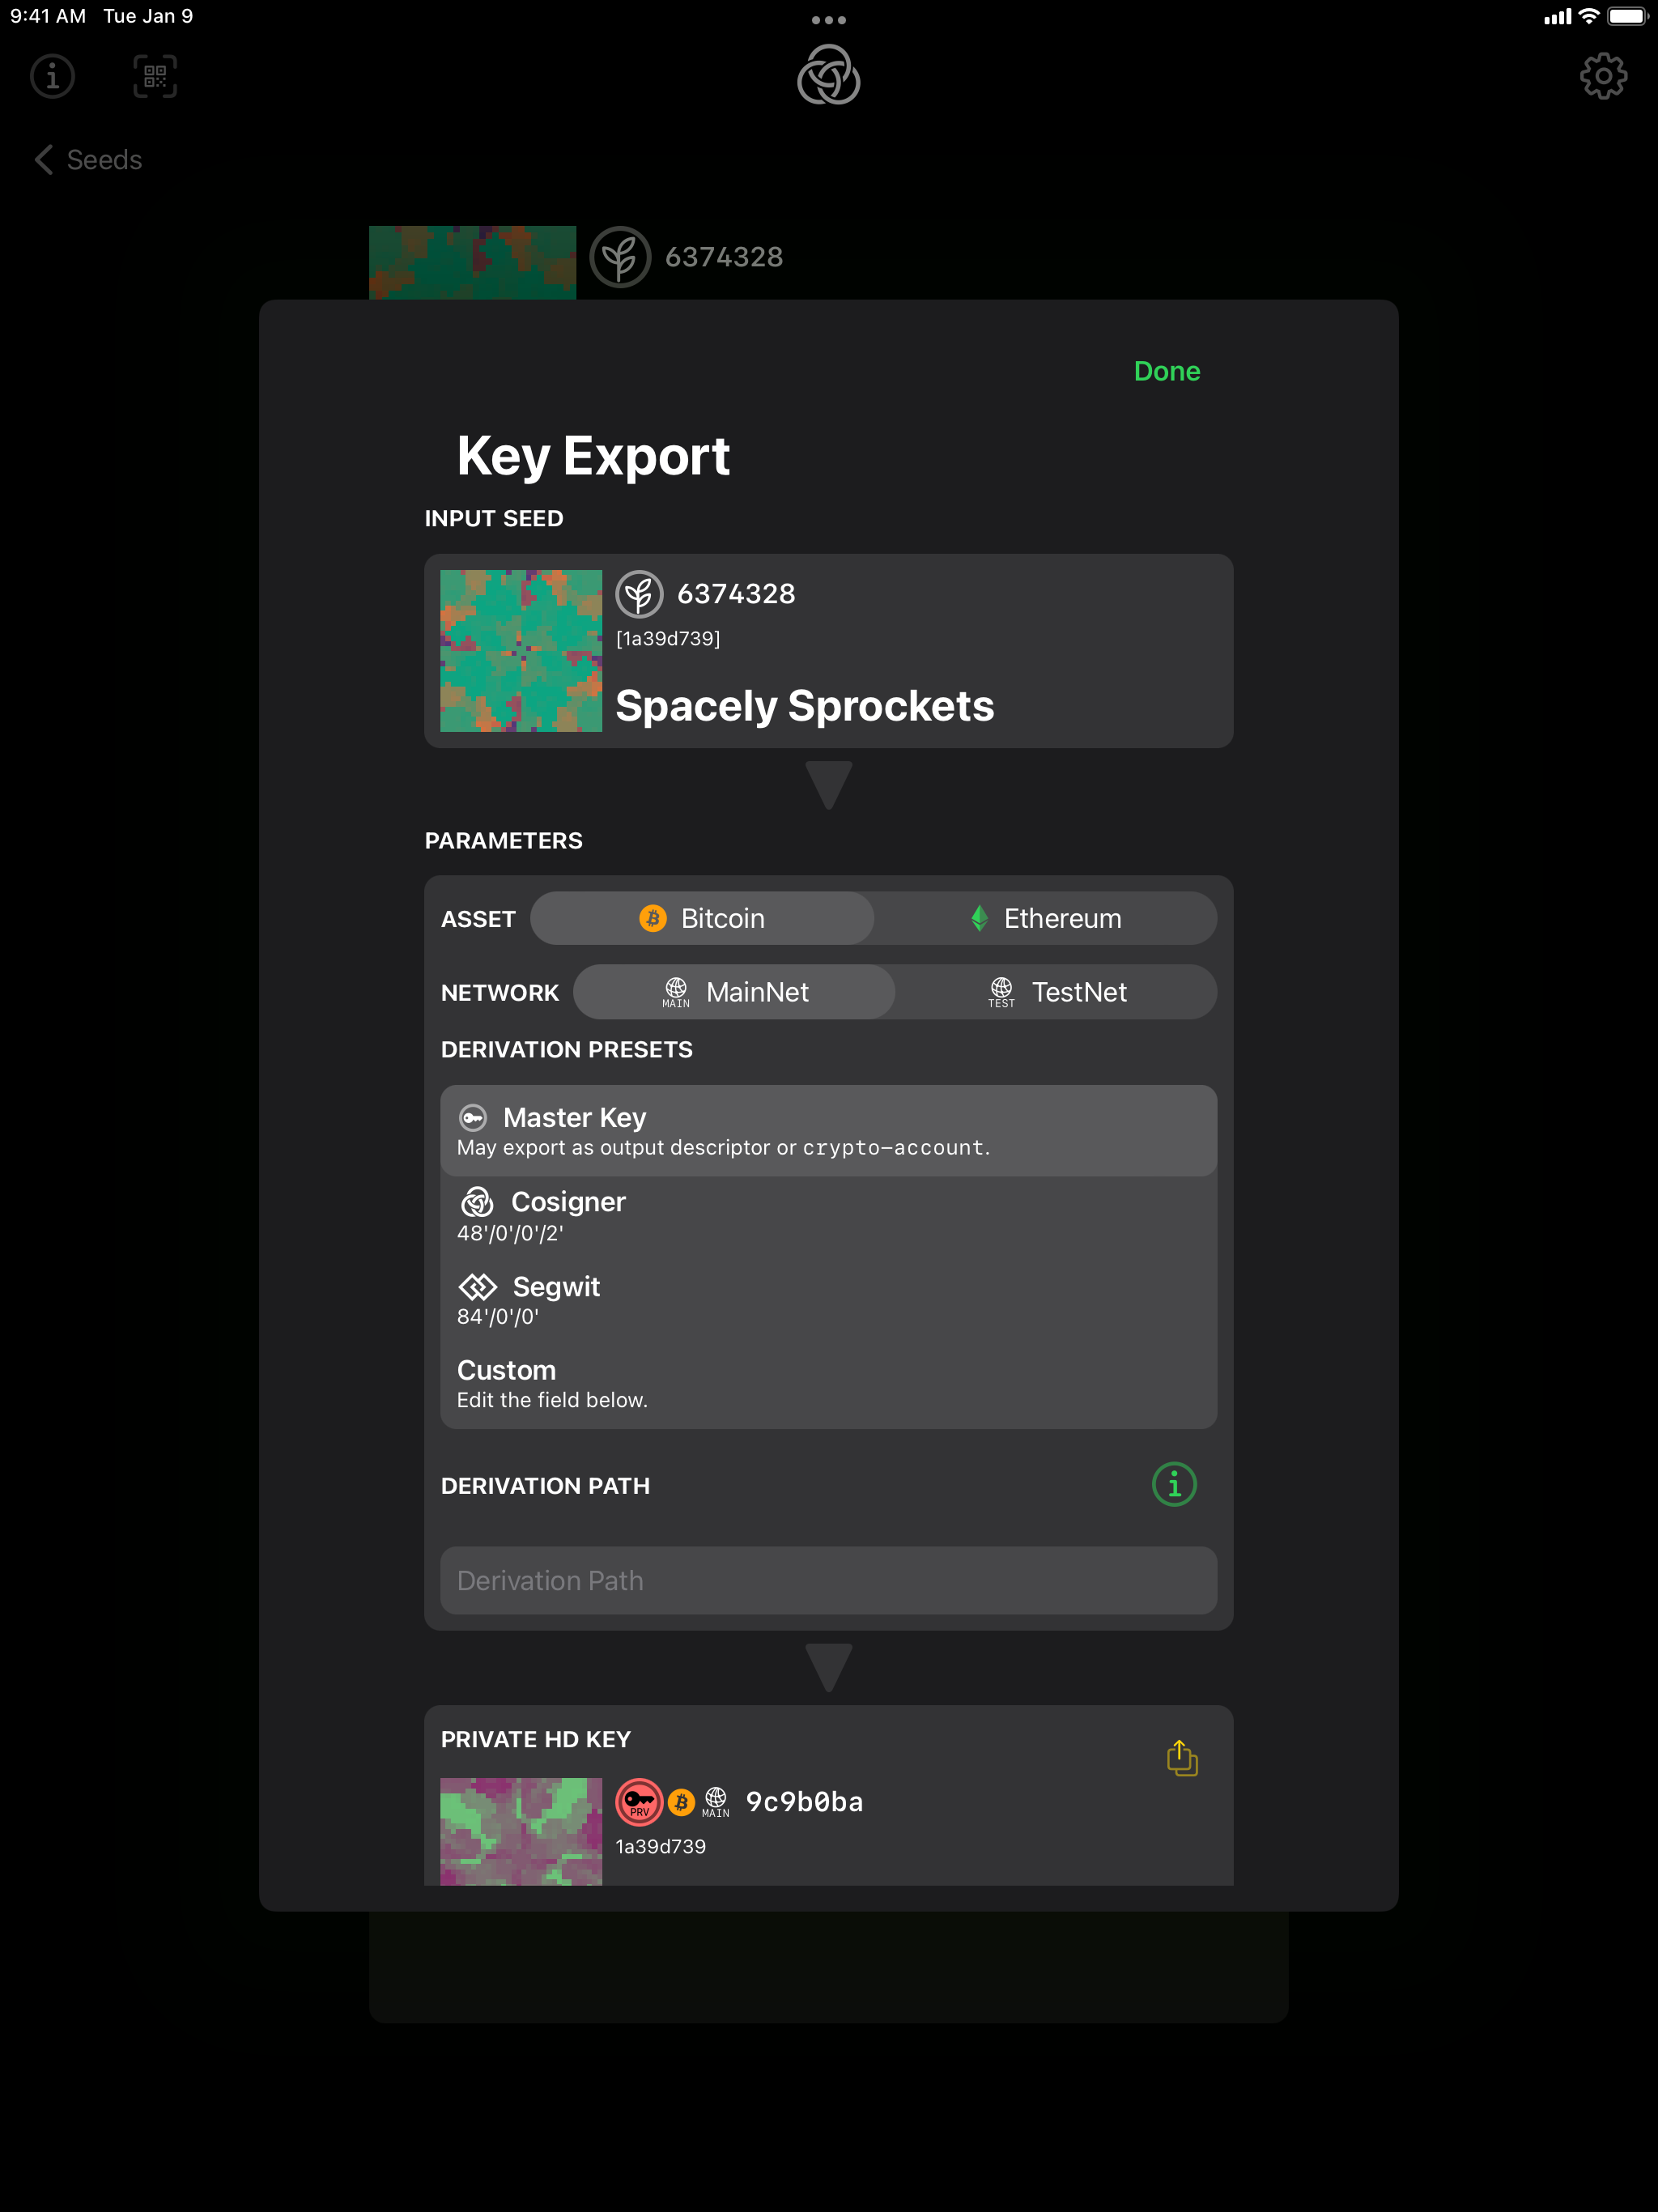 9:41 AM Tue Jan 9
Seeds
6374328
Done
Key Export
INPUT SEED
6374328
[1a39d739]
Spacely Sprockets
PARAMETERS
ASSET Bitcoin Ethereum
NETWORK MAIN MainNet TEST TestNet
DERIVATION PRESETS
Master Key
May export as output descriptor or crypto-account.
Cosigner
48'/0'/0'/2'
Segwit
84'/0'/0'
Custom
Edit the field below.
DERIVATION PATH
Derivation Path
PRIVATE HD KEY
PRV MAIN 9c9b0ba
1a39d739